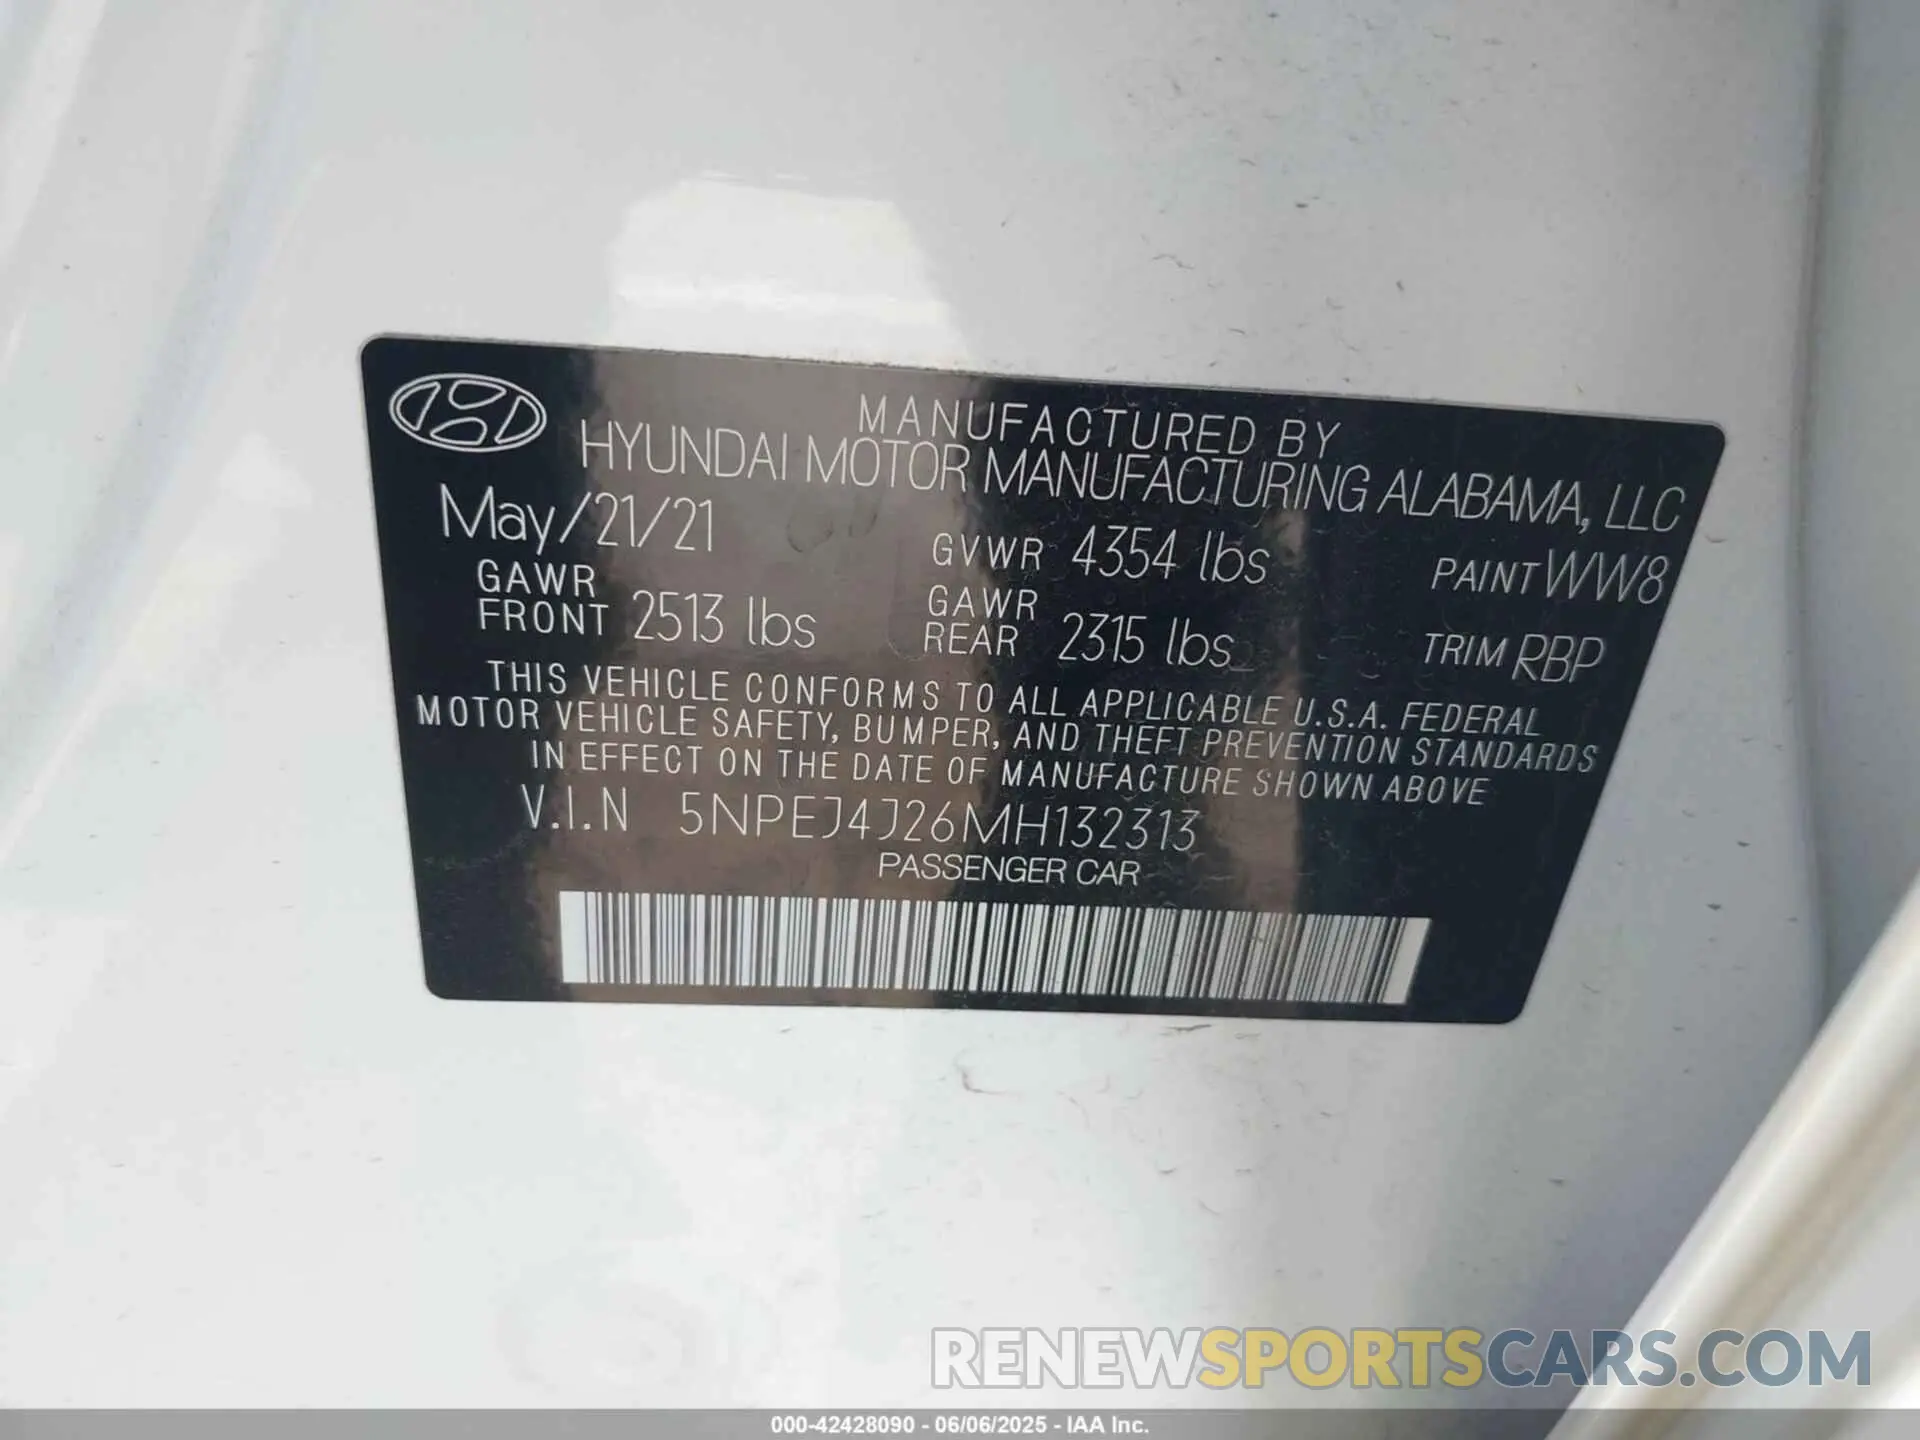 MANUFACTURED BY
HYUNDAI MOTOR MANUFACTURING ALABAMA, LLC
May/21/21 GVWR 4354 lbs PAINT WW8
GAWR FRONT 2513 lbs GAWR REAR 2315 lbs TRIM RBP
THIS VEHICLE CONFORMS TO ALL APPLICABLE U.S.A. FEDERAL
MOTOR VEHICLE SAFETY, BUMPER, AND THEFT PREVENTION STANDARDS
IN EFFECT ON THE DATE OF MANUFACTURE SHOWN ABOVE
V.I.N 5NPEJ4J26MH132313
PASSENGER CAR
RENEWSPORTSCARS.COM
000-42428090 - 06/06/2025 - IAA Inc.